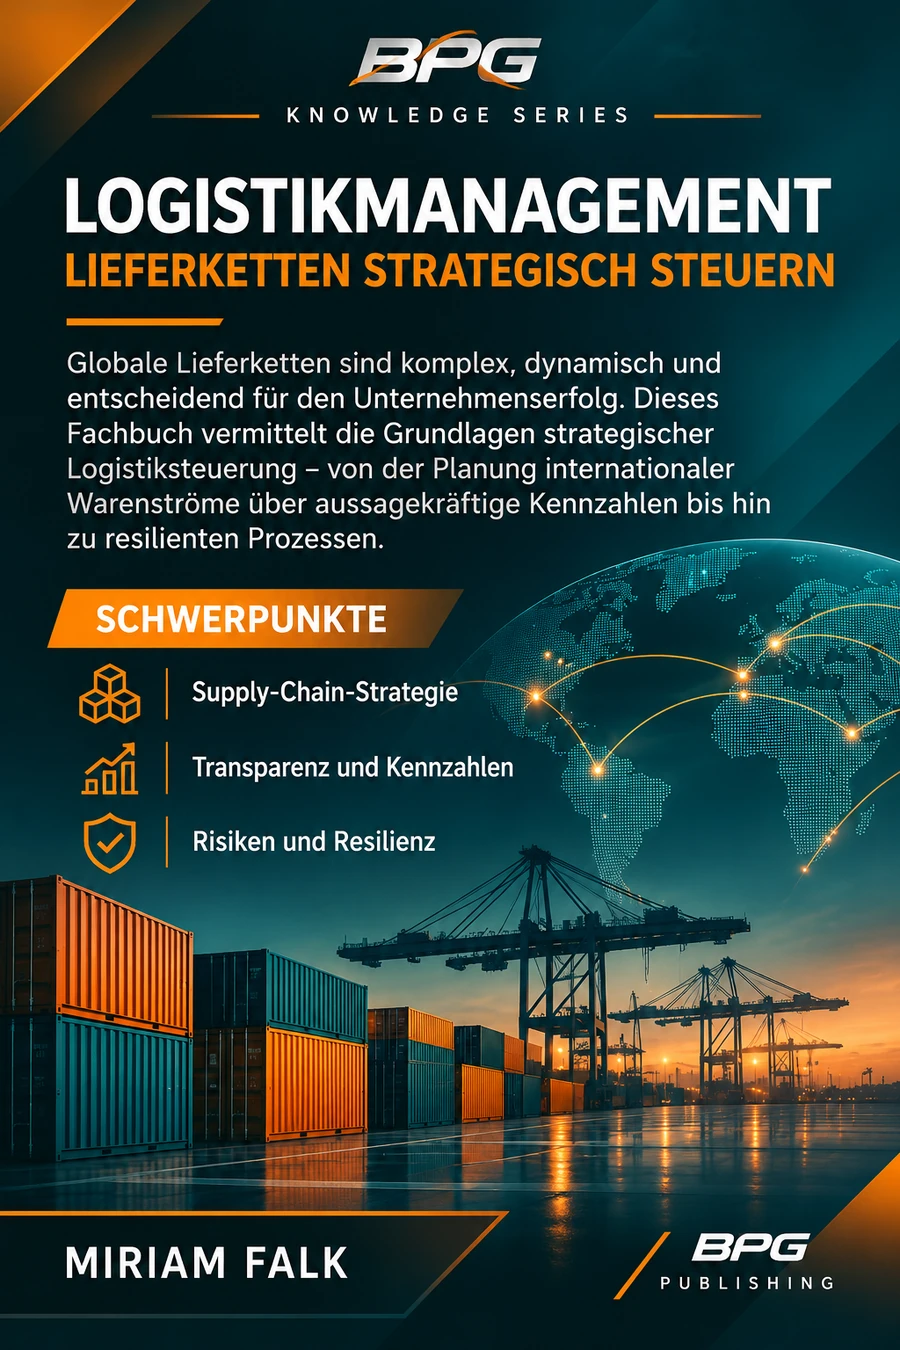 BPG
KNOWLEDGE SERIES
LOGISTIKMANAGEMENT
LIEFERKETTEN STRATEGISCH STEUERN
Globale Lieferketten sind komplex, dynamisch und
entscheidend für den Unternehmenserfolg. Dieses
Fachbuch vermittelt die Grundlagen strategischer
Logistiksteuerung – von der Planung internationaler
Warenströme über aussagekräftige Kennzahlen bis hin
zu resilienten Prozessen.
SCHWERPUNKTE
Supply-Chain-Strategie
Transparenz und Kennzahlen
Risiken und Resilienz
MIRIAM FALK
BPG
PUBLISHING